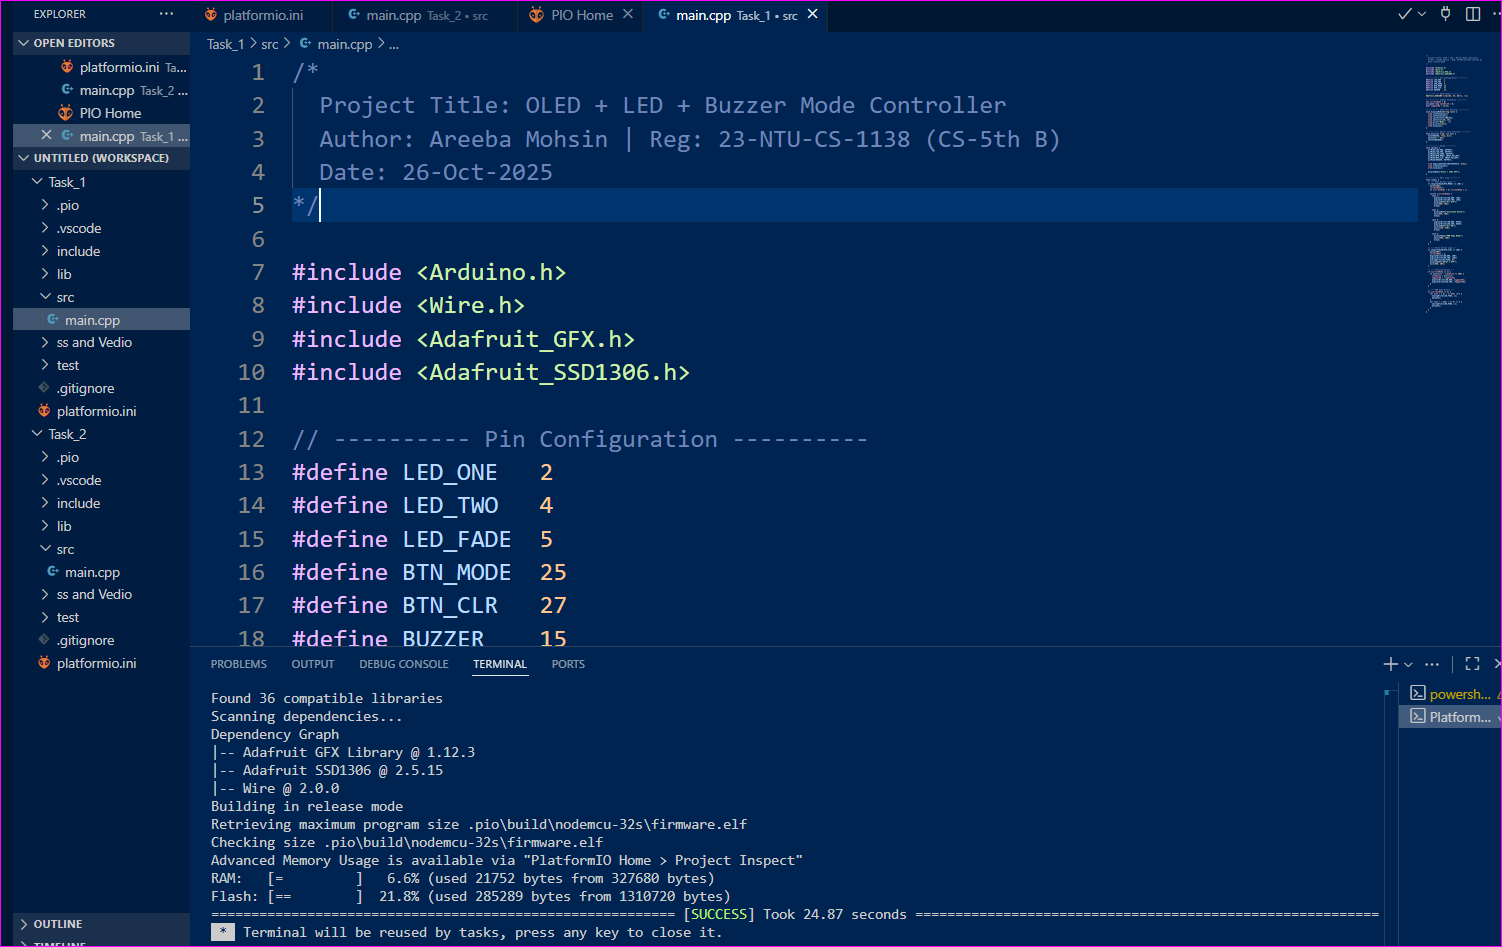 EXPLORER
platformio.ini
main.cpp Task_2 • src
PIO Home
main.cpp Task_1 • src
OPEN EDITORS
platformio.ini Ta...
main.cpp Task_2 ...
PIO Home
main.cpp Task_1 ...
UNTITLED (WORKSPACE)
Task_1
.pio
.vscode
include
lib
src
main.cpp
ss and Vedio
test
.gitignore
platformio.ini
Task_2
.pio
.vscode
include
lib
src
main.cpp
ss and Vedio
test
.gitignore
platformio.ini
OUTLINE
TIMELINE
Task_1 > src > main.cpp > ...
1 /*
2 Project Title: OLED + LED + Buzzer Mode Controller
3 Author: Areeba Mohsin | Reg: 23-NTU-CS-1138 (CS-5th B)
4 Date: 26-Oct-2025
5 */
6
7 #include <Arduino.h>
8 #include <Wire.h>
9 #include <Adafruit_GFX.h>
10 #include <Adafruit_SSD1306.h>
11
12 // ---------- Pin Configuration ----------
13 #define LED_ONE 2
14 #define LED_TWO 4
15 #define LED_FADE 5
16 #define BTN_MODE 25
17 #define BTN_CLR 27
18 #define BUZZER 15
PROBLEMS OUTPUT DEBUG CONSOLE TERMINAL PORTS
Found 36 compatible libraries
Scanning dependencies...
Dependency Graph
|-- Adafruit GFX Library @ 1.12.3
|-- Adafruit SSD1306 @ 2.5.15
|-- Wire @ 2.0.0
Building in release mode
Retrieving maximum program size .pio\build\nodemcu-32s\firmware.elf
Checking size .pio\build\nodemcu-32s\firmware.elf
Advanced Memory Usage is available via "PlatformIO Home > Project Inspect"
RAM: [= ] 6.6% (used 21752 bytes from 327680 bytes)
Flash: [== ] 21.8% (used 285289 bytes from 1310720 bytes)
========================================================== [SUCCESS] Took 24.87 seconds ==========================================================
* Terminal will be reused by tasks, press any key to close it.
powersh...
Platform...